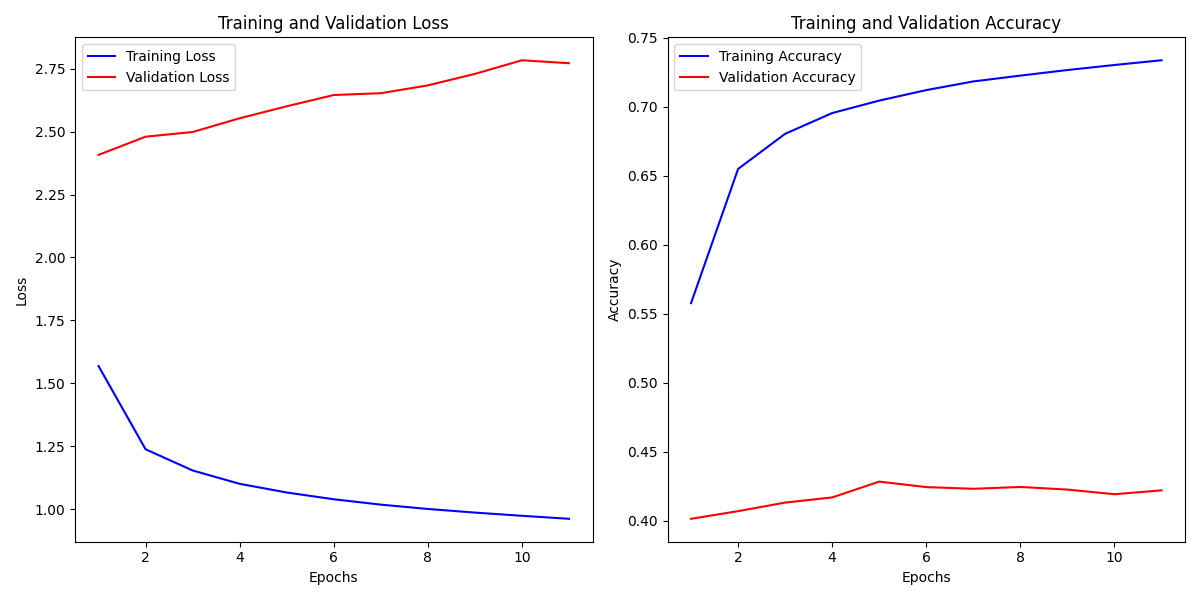 Training and Validation Loss
Training Loss
Validation Loss
2.75
2.50
2.25
2.00
1.75
1.50
1.25
1.00
Loss
2
4
6
8
10
Epochs
Training and Validation Accuracy
Training Accuracy
Validation Accuracy
0.75
0.70
0.65
0.60
0.55
0.50
0.45
0.40
Accuracy
2
4
6
8
10
Epochs